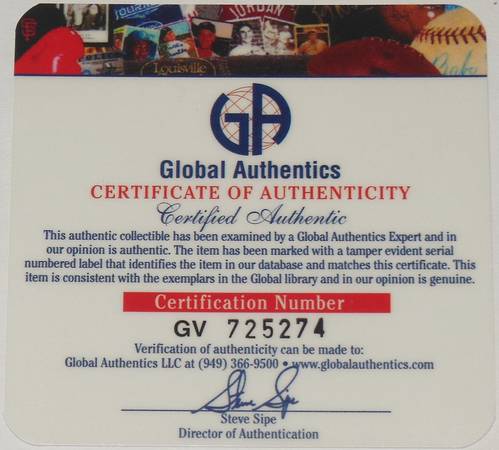 JORDAN
Louisville
GA
Global Authentics
CERTIFICATE OF AUTHENTICITY
Certified Authentic
This authentic collectible has been examined by a Global Authentics Expert and in
our opinion is authentic. The item has been marked with a tamper evident serial
numbered label that identifies the item in our database and matches this certificate. This
item is consistent with the exemplars in the Global library and in our opinion is genuine.
Certification Number
GV 725274
Verification of authenticity can be made to:
Global Authentics LLC at (949) 366-9500 • www.globalauthentics.com
Steve Sipe
Steve Sipe
Director of Authentication